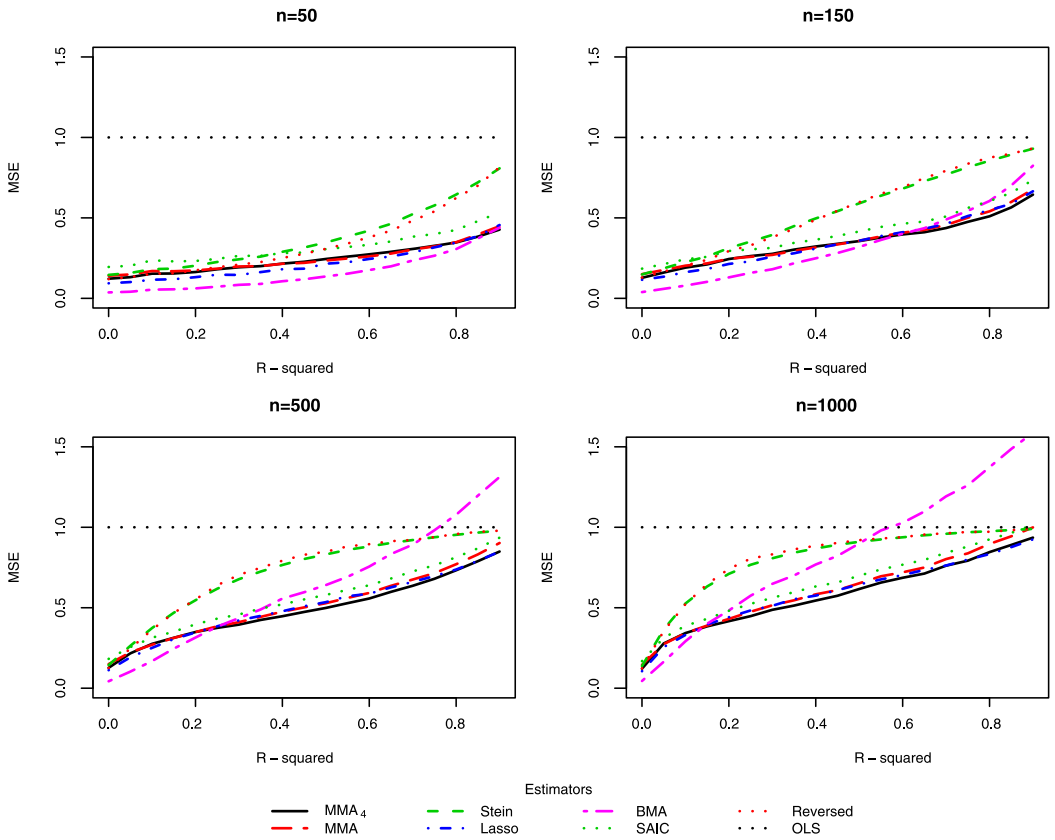 n=50
n=150
MSE
1.5
1.0
0.5
0.0
0.0 0.2 0.4 0.6 0.8
R − squared
MSE
1.5
1.0
0.5
0.0
0.0 0.2 0.4 0.6 0.8
R − squared
n=500
n=1000
MSE
1.5
1.0
0.5
0.0
0.0 0.2 0.4 0.6 0.8
R − squared
MSE
1.5
1.0
0.5
0.0
0.0 0.2 0.4 0.6 0.8
R − squared
Estimators
MMA₄ Stein BMA Reversed
MMA Lasso SAIC OLS